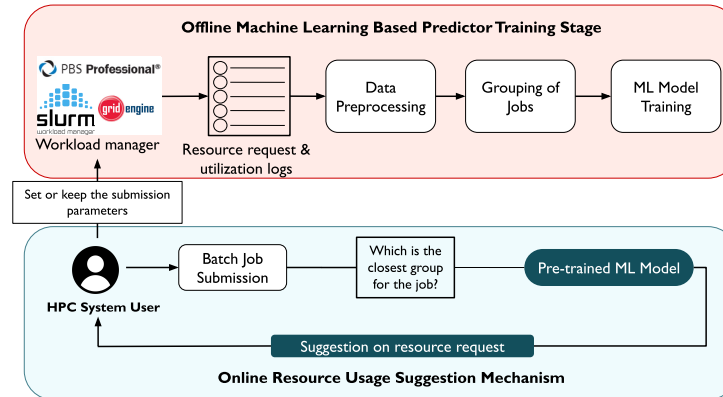 Offline Machine Learning Based Predictor Training Stage
PBS Professional®
slurm
workload manager
grid engine
Workload manager
Resource request &
utilization logs
Data
Preprocessing
Grouping of
Jobs
ML Model
Training
Set or keep the submission
parameters
HPC System User
Batch Job
Submission
Which is the
closest group
for the job?
Pre-trained ML Model
Suggestion on resource request
Online Resource Usage Suggestion Mechanism